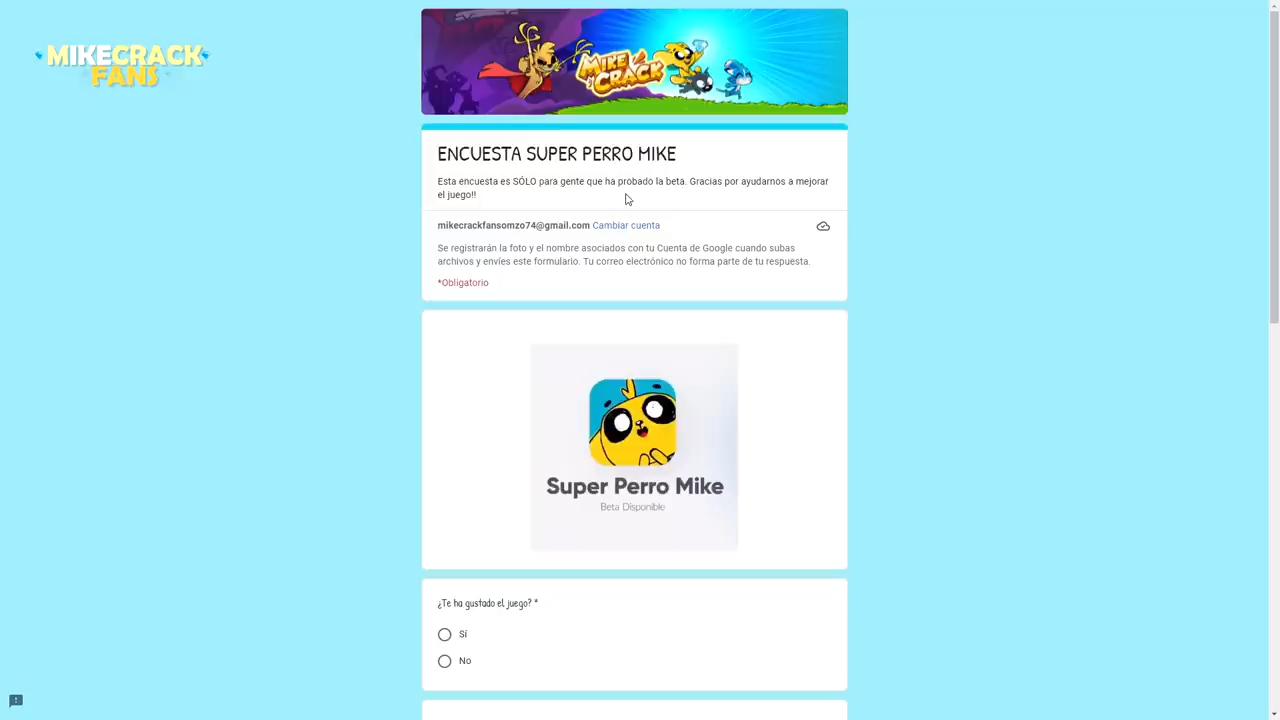 MIKECRACK
FANS
MIKE
CRACK
ENCUESTA SUPER PERRO MIKE
Esta encuesta es SÓLO para gente que ha probado la beta. Gracias por ayudarnos a mejorar
el juego!!
mikecrackfansomzo74@gmail.com Cambiar cuenta
Se registrarán la foto y el nombre asociados con tu Cuenta de Google cuando subas
archivos y envíes este formulario. Tu correo electrónico no forma parte de tu respuesta.
*Obligatorio
Super Perro Mike
Beta Disponible
¿Te ha gustado el juego? *
Sí
No